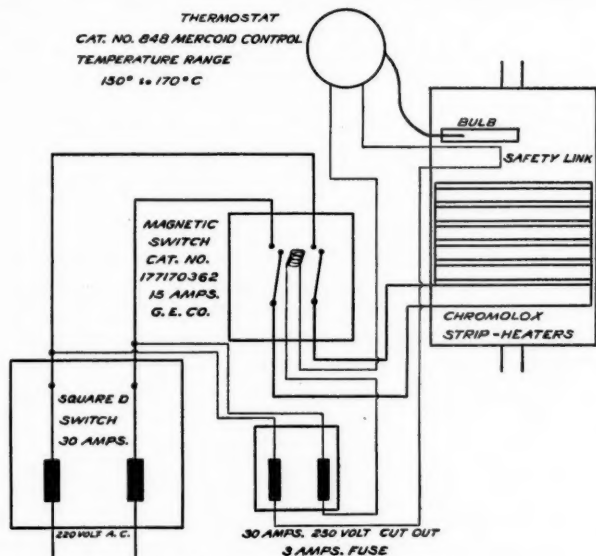 THERMOSTAT
CAT. NO. 848 MERCOID CONTROL
TEMPERATURE RANGE
150° to 170° C
BULB
SAFETY LINK
MAGNETIC
SWITCH
CAT. NO.
177170362
15 AMPS.
G. E. CO.
CHROMOLOX
STRIP-HEATERS
SQUARE D
SWITCH
30 AMPS.
220 VOLT A.C.
30 AMPS. 250 VOLT CUT OUT
3 AMPS. FUSE